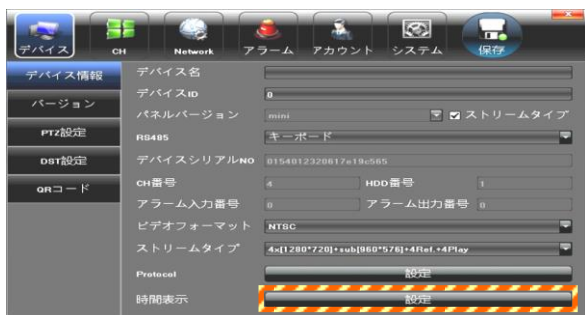 デバイス CH Network アラーム アカウント システム 保存
デバイス情報
バージョン
PTZ設定
DST設定
QRコード
デバイス名
デバイスID 0
パネルバージョン mini ストリームタイプ
RS485 キーボード
デバイスシリアルNO 0154012320617e19c565
CH番号 4 HDD番号 1
アラーム入力番号 0 アラーム出力番号 0
ビデオフォーマット NTSC
ストリームタイプ 4x[1280*720]+sub[960*576]+4Ref.+4Play
Protocol 設定
時間表示 設定